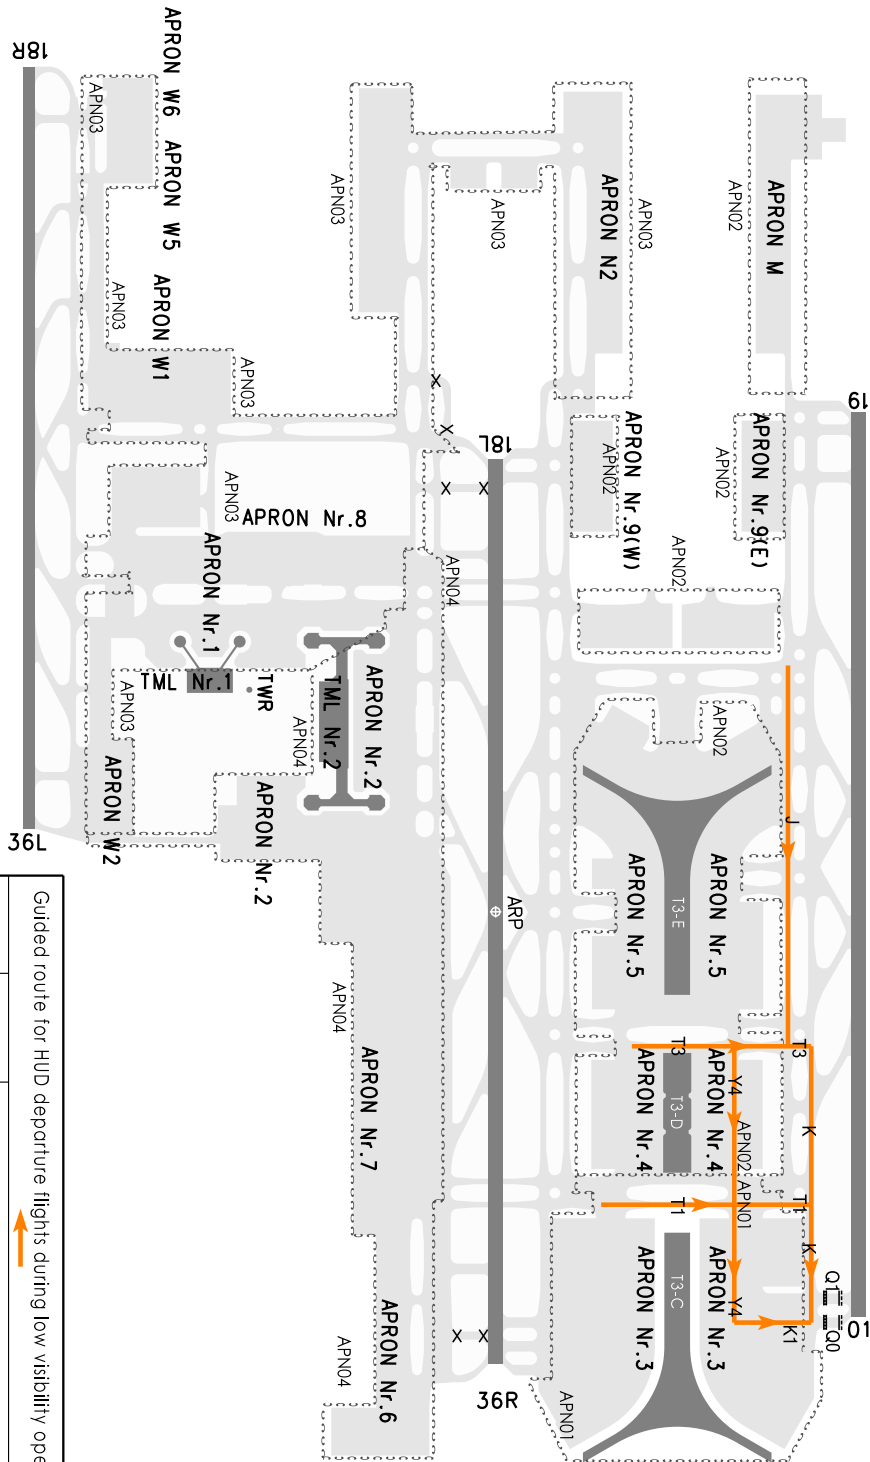 18R
APRON W6
APRON W5
APN03
APN03
APRON W1
APN03
APN03
APN03
APRON N2
APN03
APN02
APRON M
19
18L
APRON Nr.9(W)
APN02
APRON Nr.9(E)
APN02
APN03
APRON Nr.8
APRON Nr.1
APN04
APN02
TML Nr.1
TWR
TML Nr.2
APRON Nr.2
APN03
APN04
APN02
APRON W2
APRON Nr.2
36L
J
APRON Nr.5
T3-E
APRON Nr.5
ARP
APN04
APRON Nr.7
T3
T3
APRON Nr.4
T3-D
APRON Nr.4
Y4
K
APN02
APN01
T1
T1
K
APRON Nr.3
T3-C
APRON Nr.3
Y4
K1
Q1
Q0
01
APRON Nr.6
APN04
36R
APN01
Guided route for HUD departure flights during low visibility ope